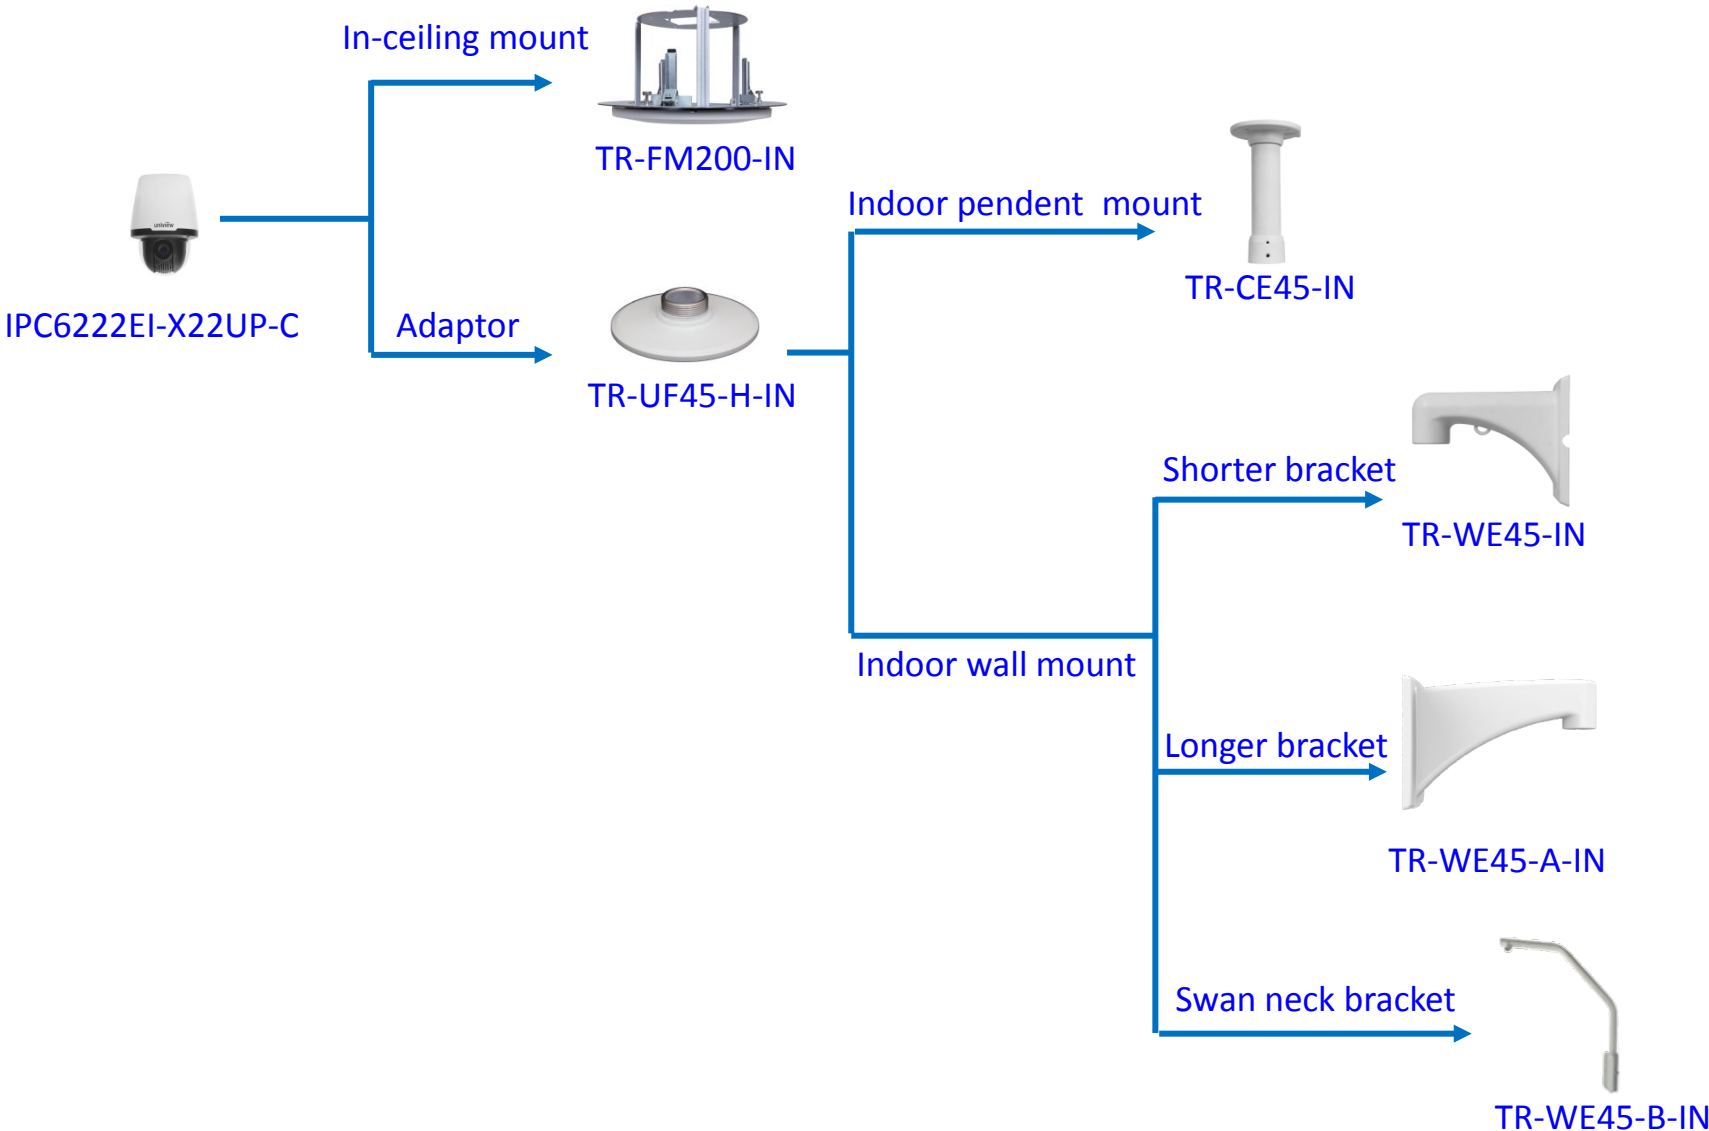 In-ceiling mount
TR-FM200-IN
uniview
IPC6222EI-X22UP-C
Adaptor
TR-UF45-H-IN
Indoor pendent  mount
TR-CE45-IN
Shorter bracket
TR-WE45-IN
Indoor wall mount
Longer bracket
TR-WE45-A-IN
Swan neck bracket
TR-WE45-B-IN